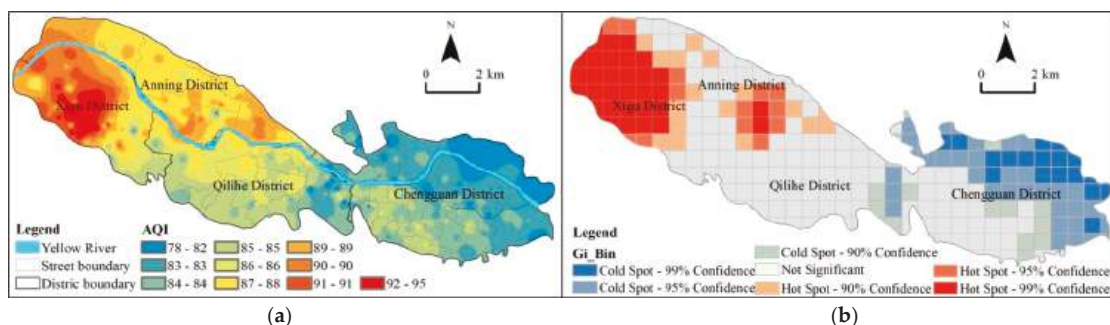 N
0 2 km
Anning District
Xigu District
Qilihe District
Chengguan District
Legend
Yellow River
Street boundary
Distric boundary
AQI
78 - 82
83 - 83
84 - 84
85 - 85
86 - 86
87 - 88
89 - 89
90 - 90
91 - 91
92 - 95
(a)
N
0 2 km
Anning District
Xigu District
Qilihe District
Chengguan District
Legend
Gi_Bin
Cold Spot - 99% Confidence
Cold Spot - 95% Confidence
Cold Spot - 90% Confidence
Not Significant
Hot Spot - 90% Confidence
Hot Spot - 95% Confidence
Hot Spot - 99% Confidence
(b)